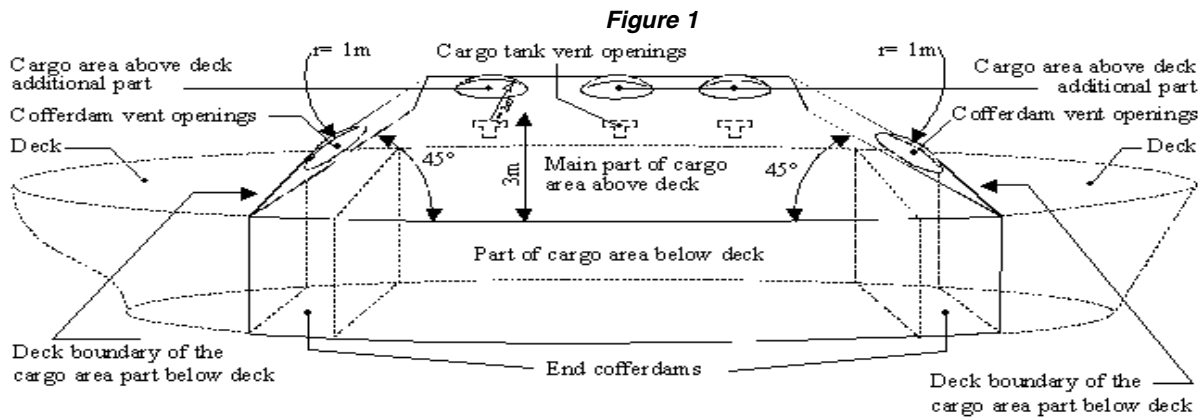 Figure 1
r= 1m
Cargo tank vent openings
r= 1m
Cargo area above deck
additional part
Cargo area above deck
additional part
Cofferdam vent openings
Cofferdam vent openings
Deck
Deck
45°
3m
Main part of cargo
area above deck
45°
Part of cargo area below deck
Deck boundary of the
cargo area part below deck
End cofferdams
Deck boundary of the
cargo area part below deck